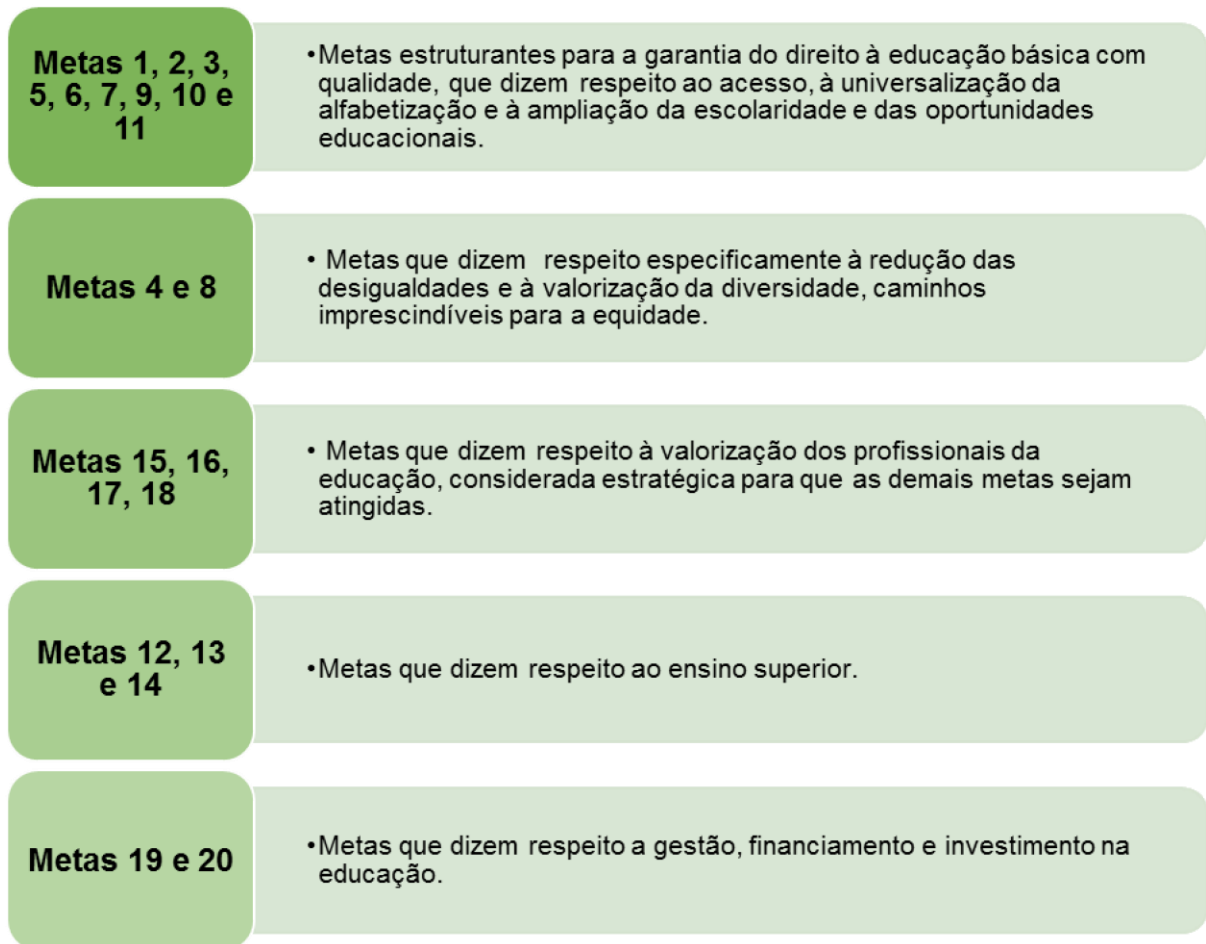 Metas 1, 2, 3,
5, 6, 7, 9, 10 e
11
•Metas estruturantes para a garantia do direito à educação básica com
qualidade, que dizem respeito ao acesso, à universalização da
alfabetização e à ampliação da escolaridade e das oportunidades
educacionais.
Metas 4 e 8
• Metas que dizem respeito especificamente à redução das
desigualdades e à valorização da diversidade, caminhos
imprescindíveis para a equidade.
Metas 15, 16,
17, 18
• Metas que dizem respeito à valorização dos profissionais da
educação, considerada estratégica para que as demais metas sejam
atingidas.
Metas 12, 13
e 14
•Metas que dizem respeito ao ensino superior.
Metas 19 e 20
•Metas que dizem respeito a gestão, financiamento e investimento na
educação.